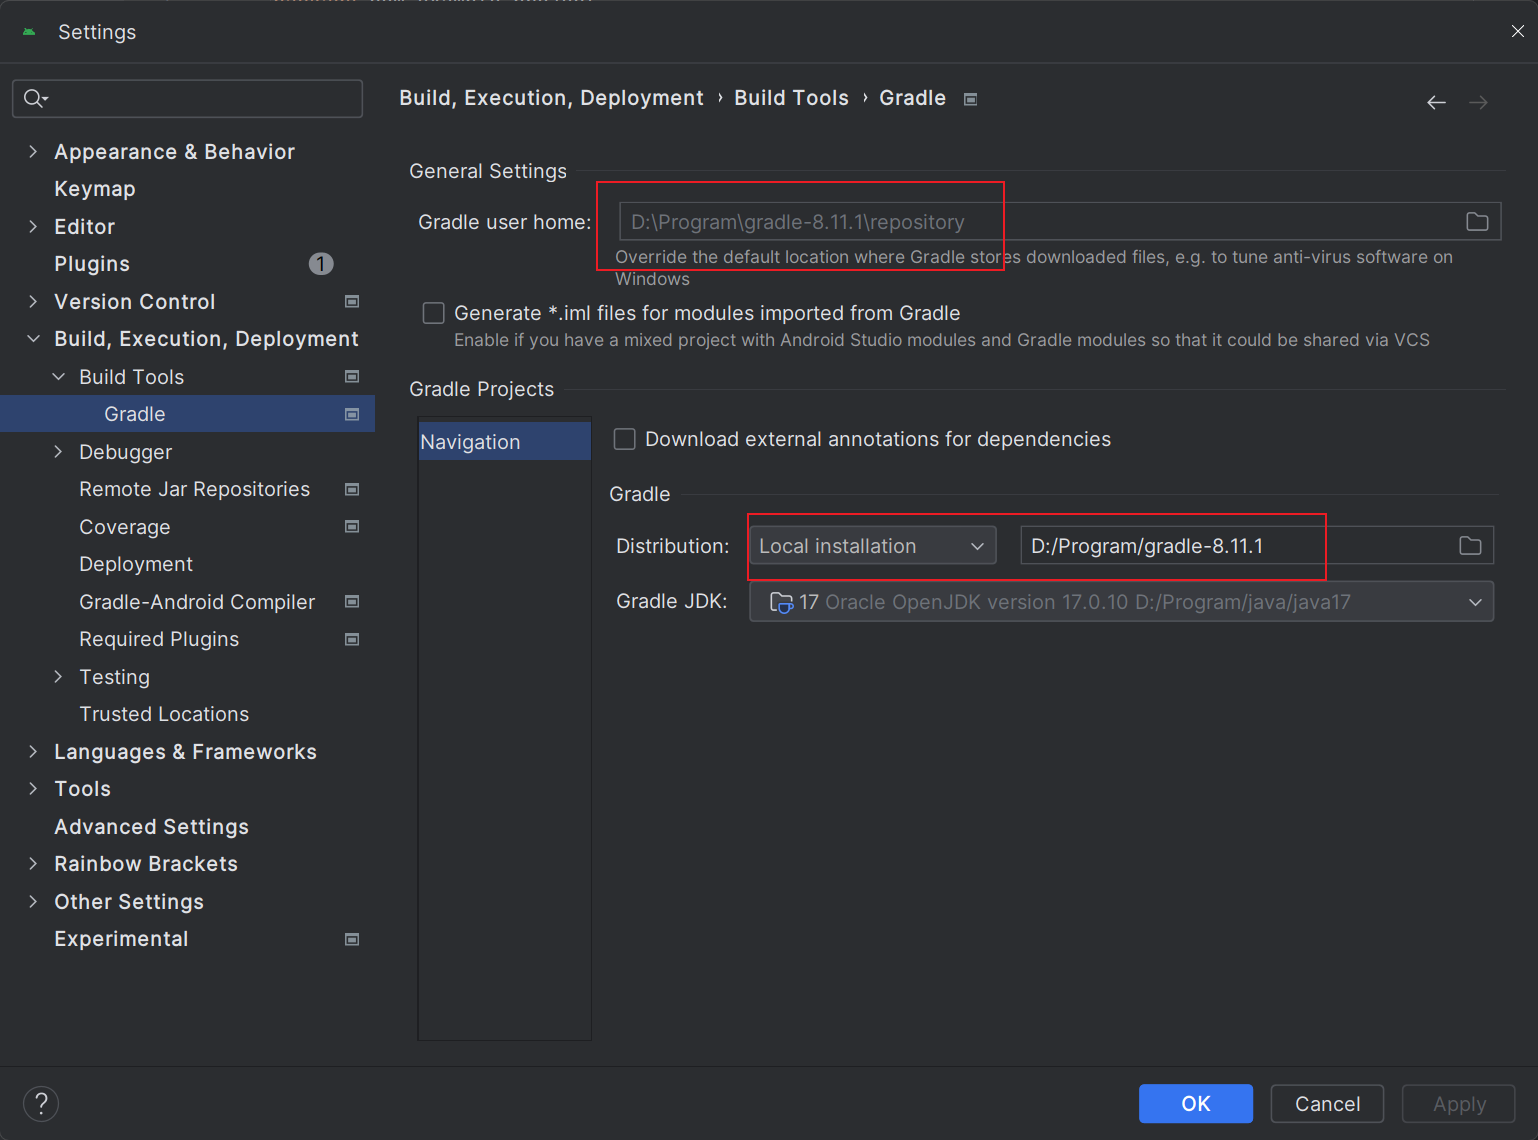 Settings
Build, Execution, Deployment › Build Tools › Gradle
Appearance & Behavior
Keymap
Editor
Plugins 1
Version Control
Build, Execution, Deployment
Build Tools
Gradle
Debugger
Remote Jar Repositories
Coverage
Deployment
Gradle-Android Compiler
Required Plugins
Testing
Trusted Locations
Languages & Frameworks
Tools
Advanced Settings
Rainbow Brackets
Other Settings
Experimental
General Settings
Gradle user home: D:\Program\gradle-8.11.1\repository
Override the default location where Gradle stores downloaded files, e.g. to tune anti-virus software on
Windows
Generate *.iml files for modules imported from Gradle
Enable if you have a mixed project with Android Studio modules and Gradle modules so that it could be shared via VCS
Gradle Projects
Navigation
Download external annotations for dependencies
Gradle
Distribution: Local installation D:/Program/gradle-8.11.1
Gradle JDK: 17 Oracle OpenJDK version 17.0.10 D:/Program/java/java17
?
OK
Cancel
Apply